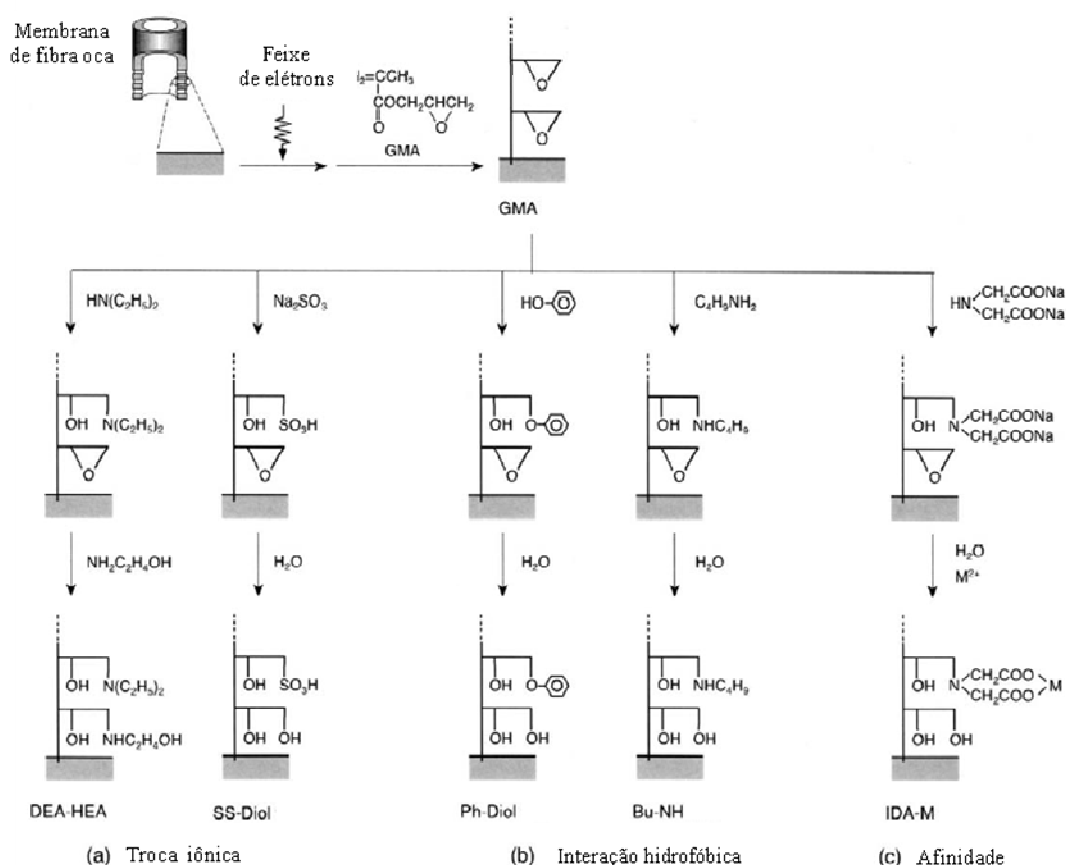 Membrana
de fibra oca
Feixe
de elétrons
CCH₃
COCH₂CHCH₂
O
O
GMA
O
O
GMA
HN(C₂H₅)₂
Na₂SO₃
HO
C₄H₉NH₂
HN
CH₂COONa
CH₂COONa
OH N(C₂H₅)₂
O
OH SO₃H
O
OH O
O
OH NHC₄H₉
O
OH N
CH₂COONa
CH₂COONa
O
NH₂C₂H₄OH
H₂O
H₂O
H₂O
H₂O
M²⁺
OH N(C₂H₅)₂
OH NHC₂H₄OH
OH SO₃H
OH OH
OH O
OH OH
OH NHC₄H₉
OH OH
OH N
CH₂COO
CH₂COO
M
OH OH
DEA-HEA
SS-Diol
Ph-Diol
Bu-NH
IDA-M
(a) Troca iônica
(b) Interação hidrofóbica
(c) Afinidade